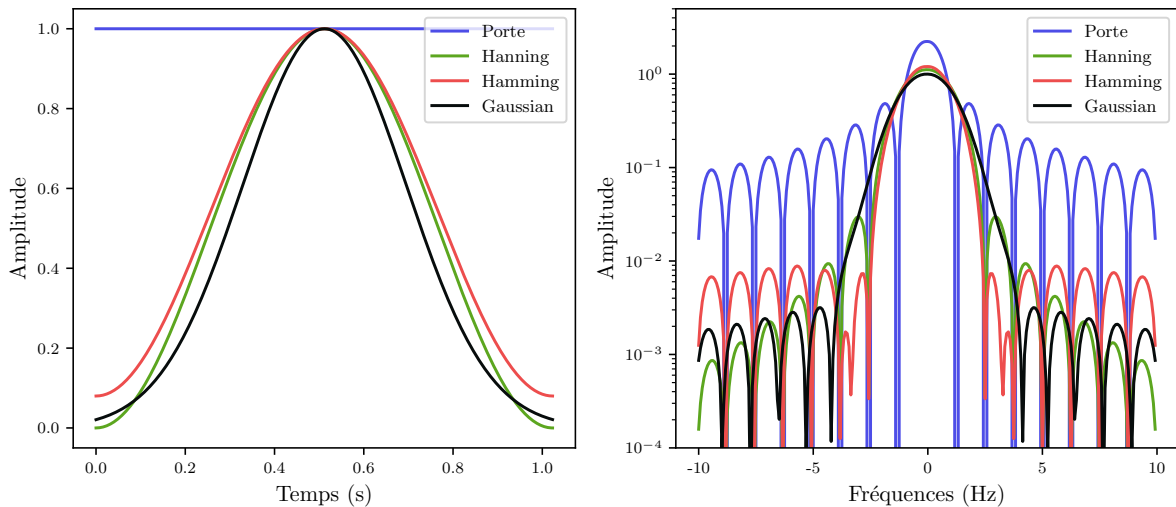 Amplitude
1.0
0.8
0.6
0.4
0.2
0.0
0.0
0.2
0.4
0.6
0.8
1.0
Temps (s)
Porte
Hanning
Hamming
Gaussian
Amplitude
10⁰
10⁻¹
10⁻²
10⁻³
10⁻⁴
-10
-5
0
5
10
Fréquences (Hz)
Porte
Hanning
Hamming
Gaussian